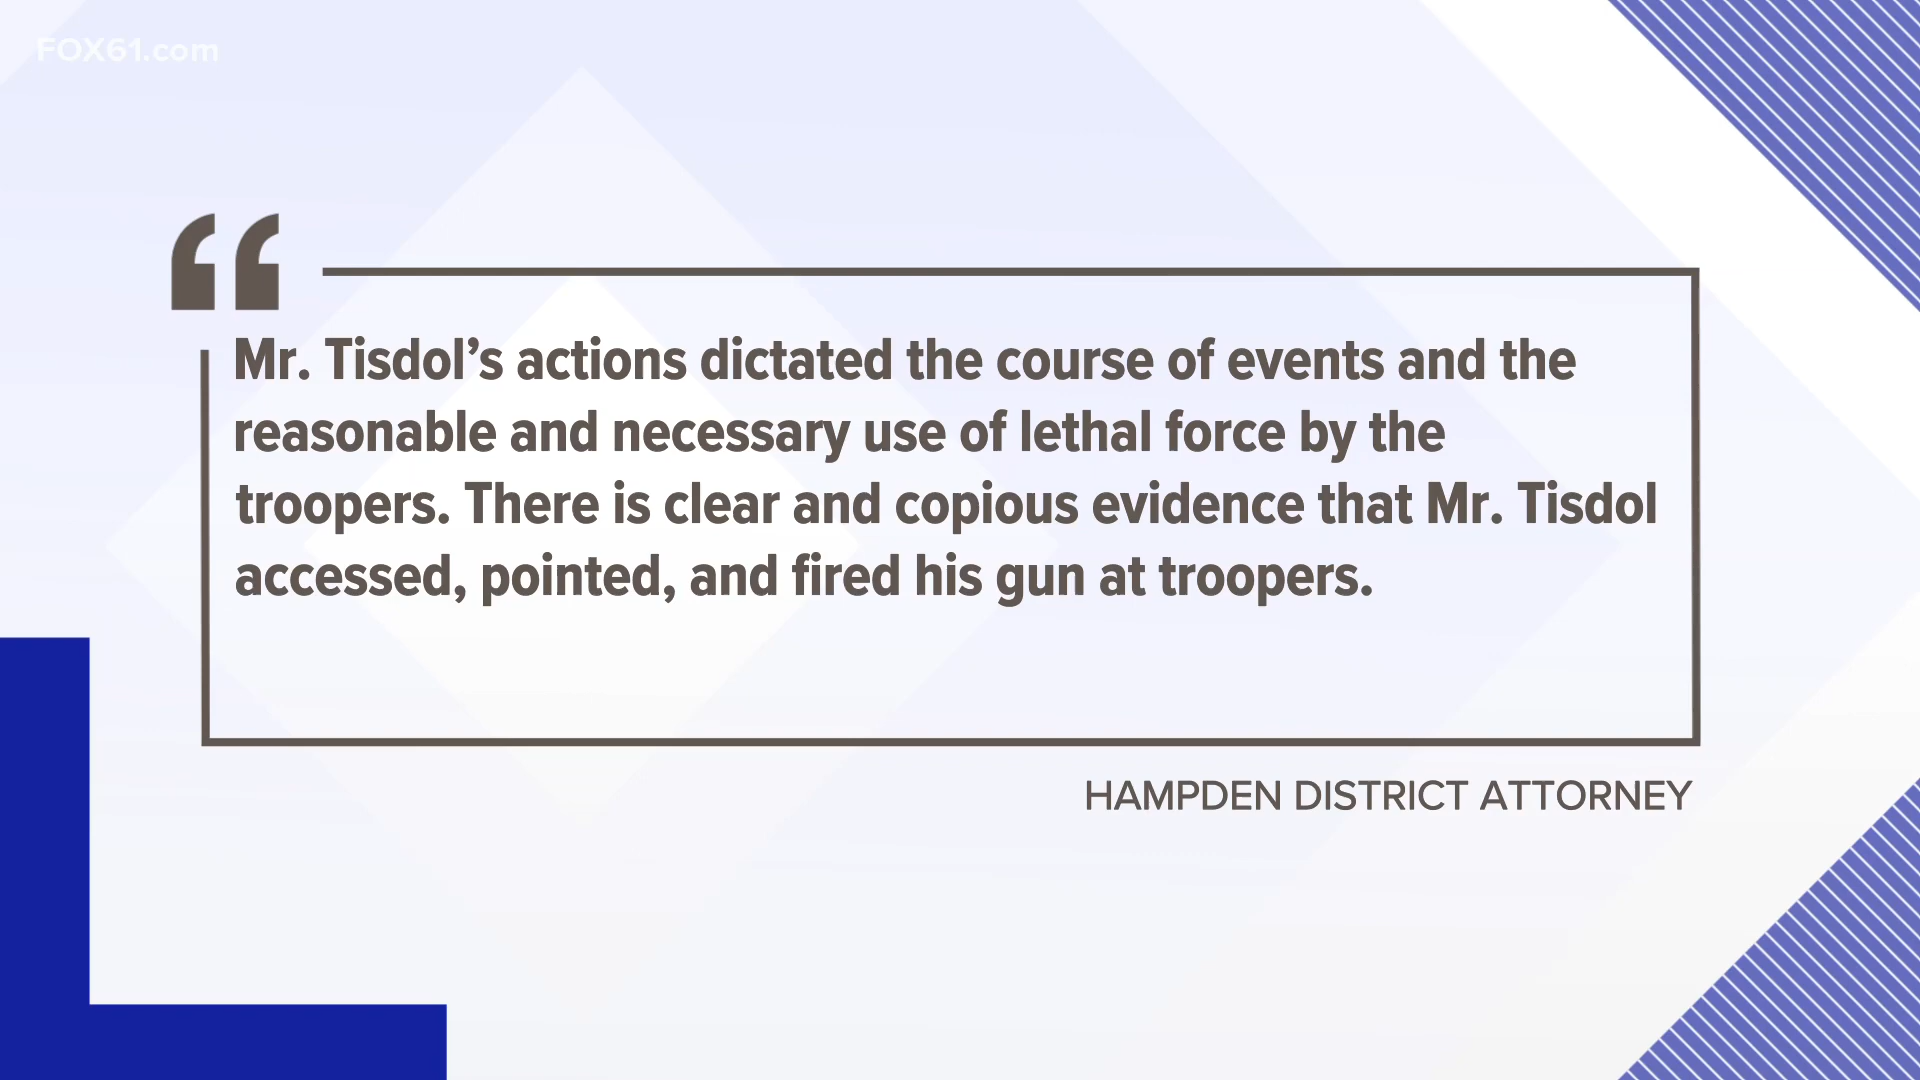 FOX61.com
“
Mr. Tisdol’s actions dictated the course of events and the
reasonable and necessary use of lethal force by the
troopers. There is clear and copious evidence that Mr. Tisdol
accessed, pointed, and fired his gun at troopers.
HAMPDEN DISTRICT ATTORNEY